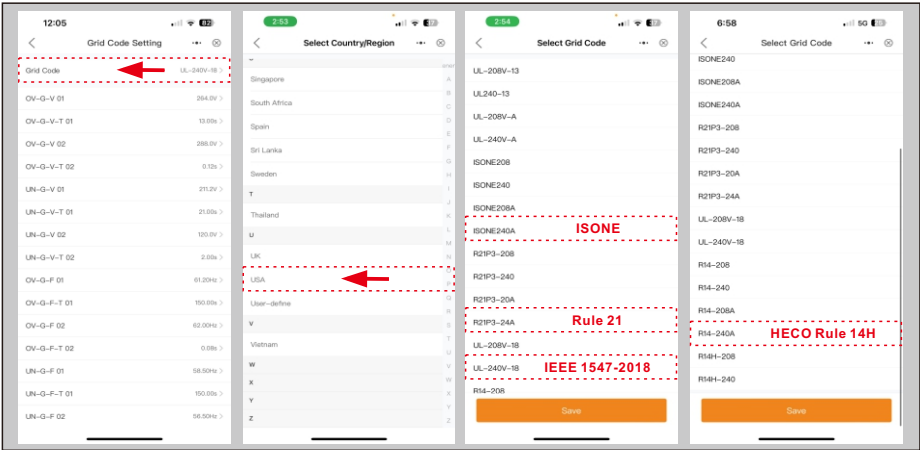 12:05
82
Grid Code Setting
Grid Code UL-240V-18
OV-G-V 01 264.0V
OV-G-V-T 01 13.00s
OV-G-V 02 288.0V
OV-G-V-T 02 0.12s
UN-G-V 01 211.2V
UN-G-V-T 01 21.00s
UN-G-V 02 120.0V
UN-G-V-T 02 2.00s
OV-G-F 01 61.20Hz
OV-G-F-T 01 150.00s
OV-G-F 02 62.00Hz
OV-G-F-T 02 0.08s
UN-G-F 01 58.50Hz
UN-G-F-T 01 150.00s
UN-G-F 02 56.50Hz
2:53
Select Country/Region
Singapore
South Africa
Spain
Sri Lanka
Sweden
T
Thailand
U
UK
USA
User-define
V
Vietnam
W
X
Y
Z
A
B
C
D
E
F
G
H
I
J
K
L
M
N
O
P
Q
R
S
T
U
V
W
X
Y
Z
2:54
Select Grid Code
UL-208V-13
UL240-13
UL-208V-A
UL-240V-A
ISONE208
ISONE240
ISONE208A
ISONE240A ISONE
R21P3-208
R21P3-240
R21P3-20A
R21P3-24A Rule 21
UL-208V-18
UL-240V-18 IEEE 1547-2018
R14-208
Save
6:58
5G
Select Grid Code
ISONE240
ISONE208A
ISONE240A
R21P3-208
R21P3-240
R21P3-20A
R21P3-24A
UL-208V-18
UL-240V-18
R14-208
R14-240
R14-208A
R14-240A HECO Rule 14H
R14H-208
R14H-240
Save